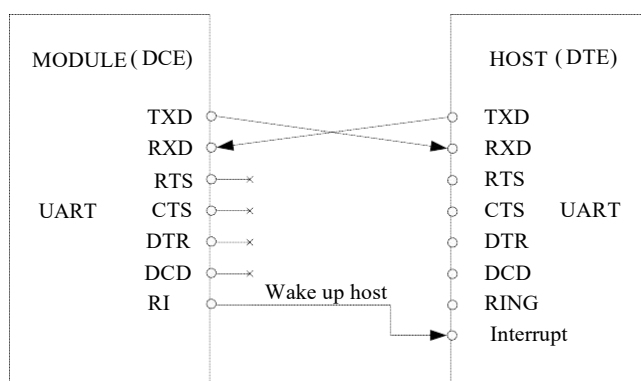 MODULE ( DCE)
HOST ( DTE)
TXD
TXD
RXD
RXD
RTS
RTS
UART
CTS
CTS
UART
DTR
DTR
DCD
DCD
RI
Wake up host
RING
Interrupt